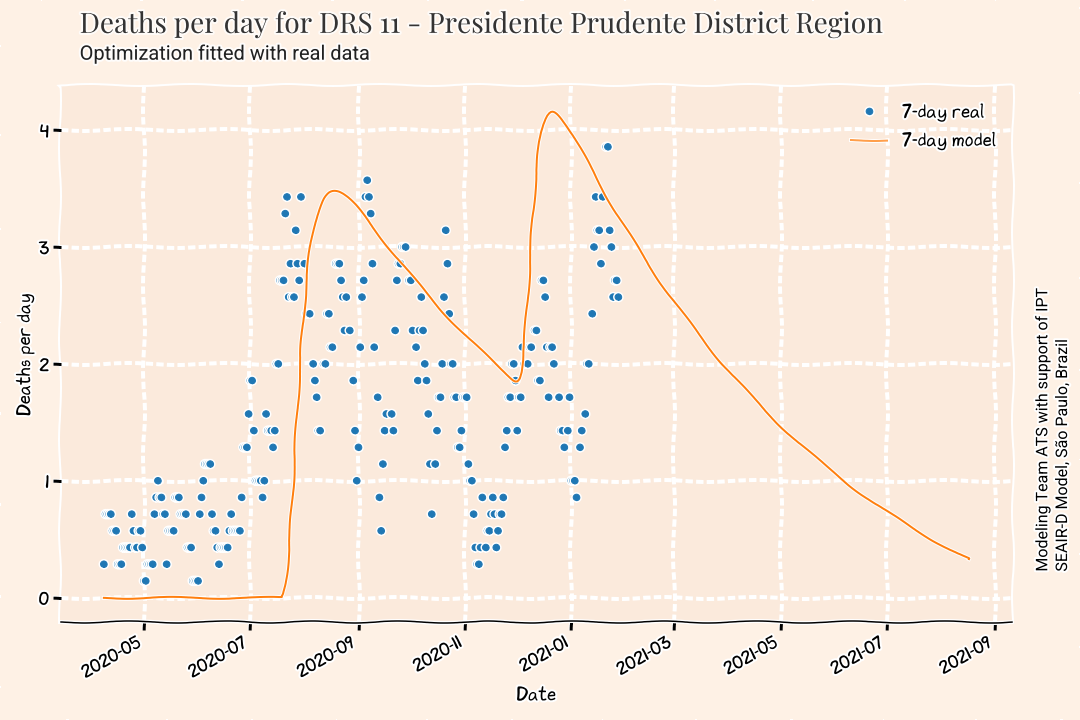 Deaths per day for DRS 11 - Presidente Prudente District Region
Optimization fitted with real data
7-day real
7-day model
4
3
2
1
0
Deaths per day
2020-05
2020-07
2020-09
2020-11
2021-01
2021-03
2021-05
2021-07
2021-09
Date
Modeling Team ATS with support of IPT
SEAIR-D Model, São Paulo, Brazil